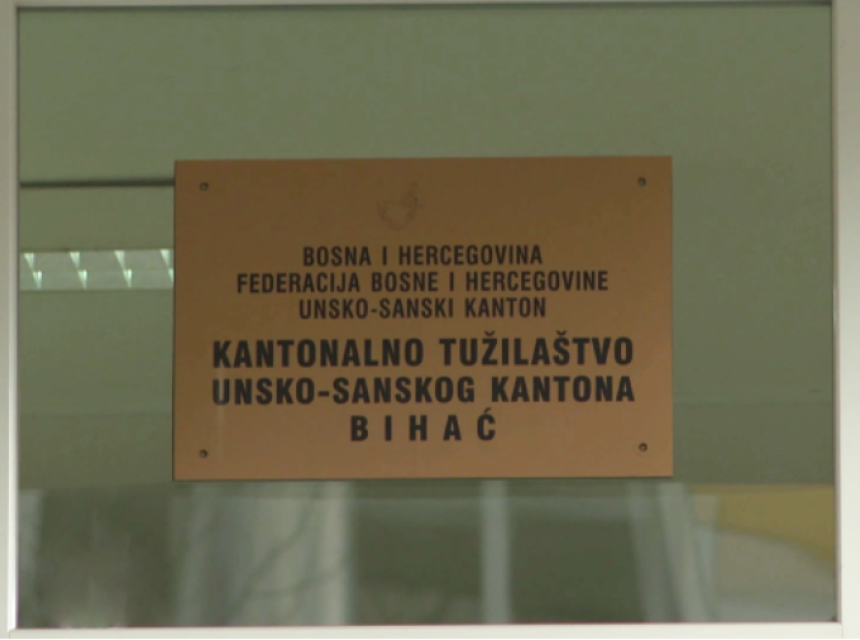 BOSNA I HERCEGOVINA
FEDERACIJA BOSNE I HERCEGOVINE
UNSKO-SANSKI KANTON
KANTONALNO TUŽILAŠTVO
UNSKO-SANSKOG KANTONA
BIHAĆ